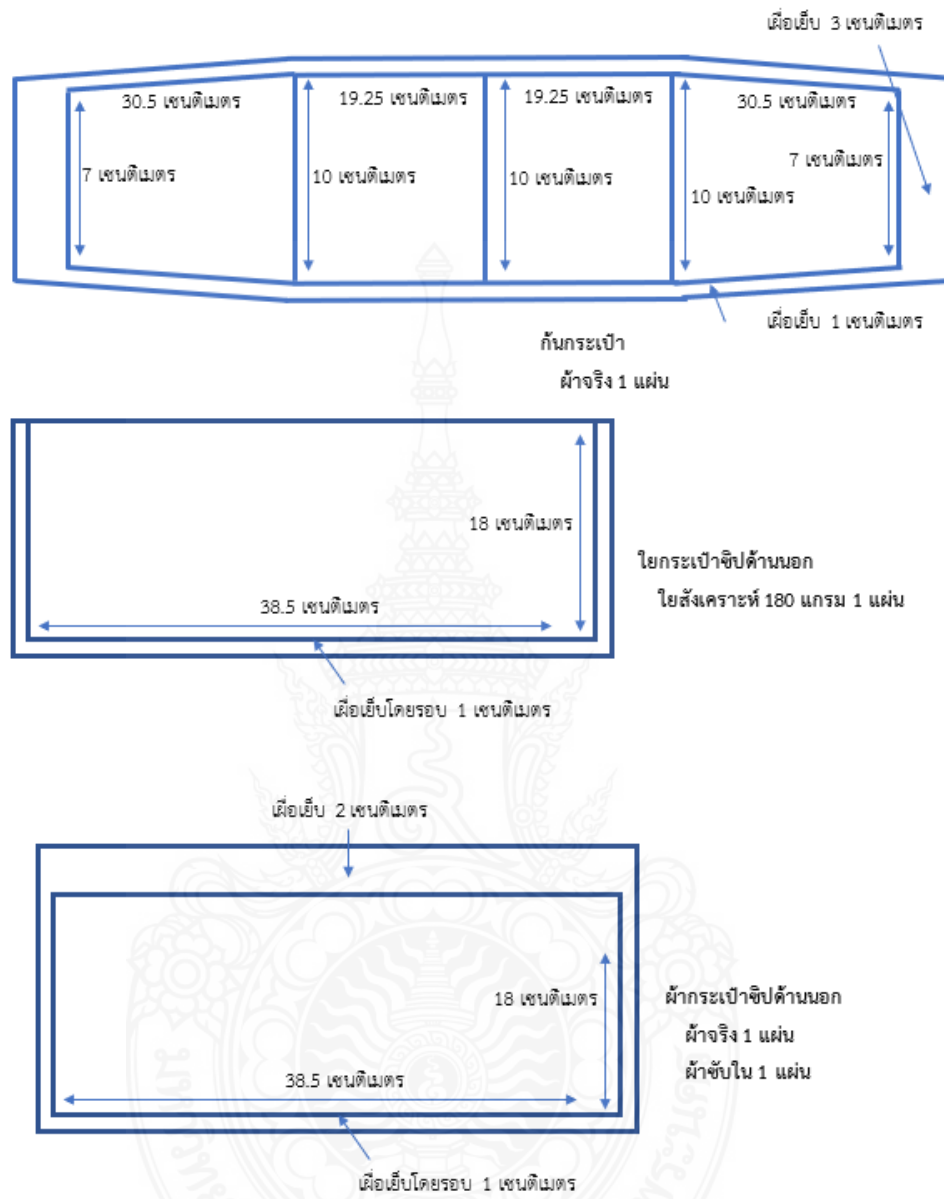 เผื่อเย็บ 3 เซนติเมตร
30.5 เซนติเมตร
19.25 เซนติเมตร
19.25 เซนติเมตร
30.5 เซนติเมตร
7 เซนติเมตร
10 เซนติเมตร
10 เซนติเมตร
10 เซนติเมตร
7 เซนติเมตร
เผื่อเย็บ 1 เซนติเมตร
ก้นกระเป๋า
ผ้าจริง 1 แผ่น
18 เซนติเมตร
38.5 เซนติเมตร
ใยกระเป๋าซิปด้านนอก
ใยสังเคราะห์ 180 แกรม 1 แผ่น
เผื่อเย็บโดยรอบ 1 เซนติเมตร
เผื่อเย็บ 2 เซนติเมตร
18 เซนติเมตร
38.5 เซนติเมตร
ผ้ากระเป๋าซิปด้านนอก
ผ้าจริง 1 แผ่น
ผ้าซับใน 1 แผ่น
เผื่อเย็บโดยรอบ 1 เซนติเมตร